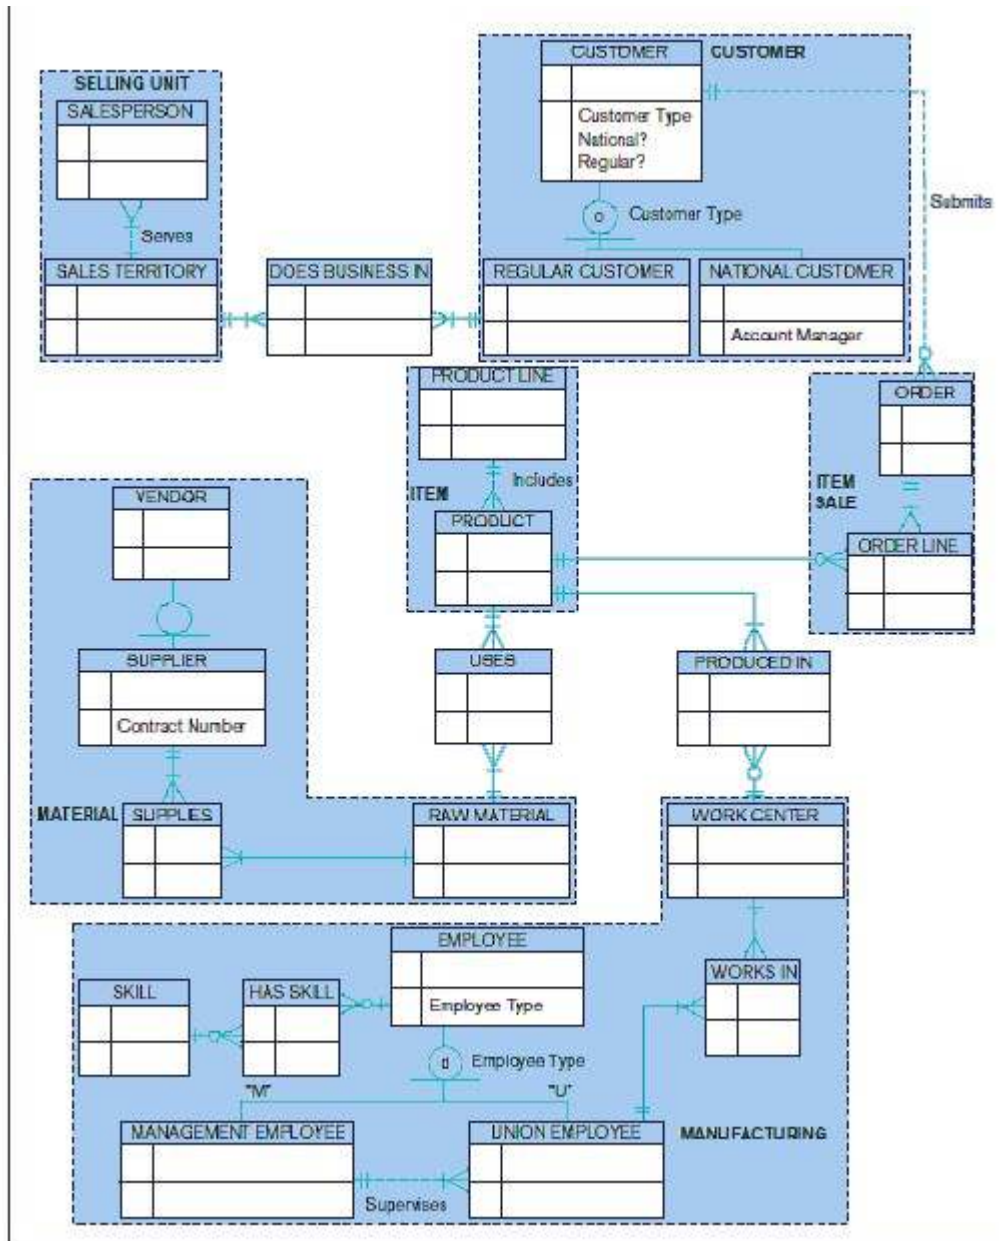 CUSTOMER
CUSTOMER
Customer Type
National?
Regular?
SELLING UNIT
SALESPERSON
Submits
o
Customer Type
Serves
SALES TERRITORY
DOES BUSINESS IN
REGULAR CUSTOMER
NATIONAL CUSTOMER
Account Manager
PRODUCT LINE
ORDER
Includes
ITEM
ITEM
SALE
VENDOR
PRODUCT
ORDER LINE
SUPPLIER
Contract Number
USES
PRODUCED IN
MATERIAL
SUPPLIES
RAW MATERIAL
WORK CENTER
EMPLOYEE
Employee Type
SKILL
HAS SKILL
WORKS IN
d
Employee Type
"M"
"U"
MANAGEMENT EMPLOYEE
UNION EMPLOYEE
MANUFACTURING
Supervises